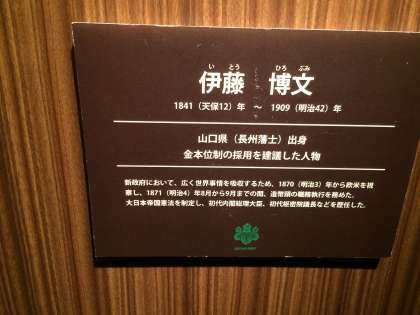 いとう ひろぶみ
伊藤 博文
1841(天保12)年 ～ 1909(明治42)年
山口県(長州藩士)出身
金本位制の採用を建議した人物
新政府において、広く世界事情を吸収するため、1870(明治3)年から欧米を視
察し、1871(明治4)年8月から9月までの間、造幣頭の職務執行を務めた。
大日本帝国憲法を制定し、初代内閣総理大臣、初代枢密院議長などを歴任した。